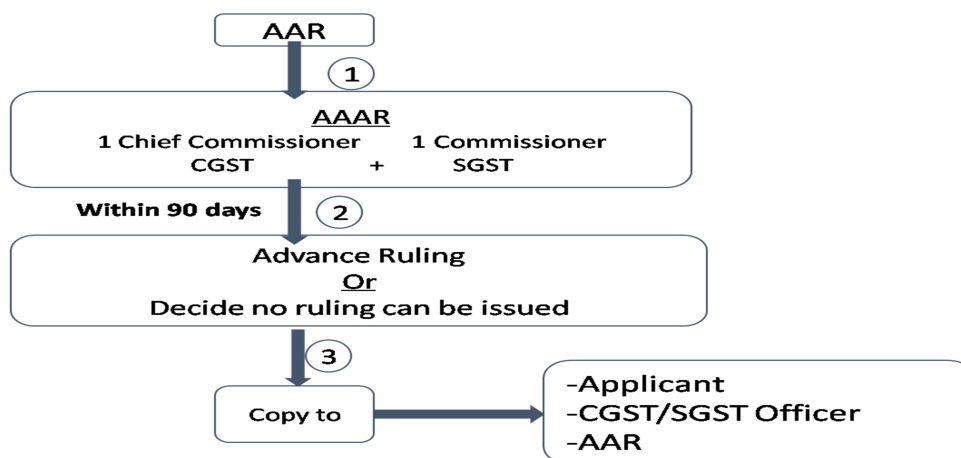 AAR
1
AAAR
1 Chief Commissioner 1 Commissioner
CGST + SGST
Within 90 days 2
Advance Ruling
Or
Decide no ruling can be issued
3
Copy to
-Applicant
-CGST/SGST Officer
-AAR